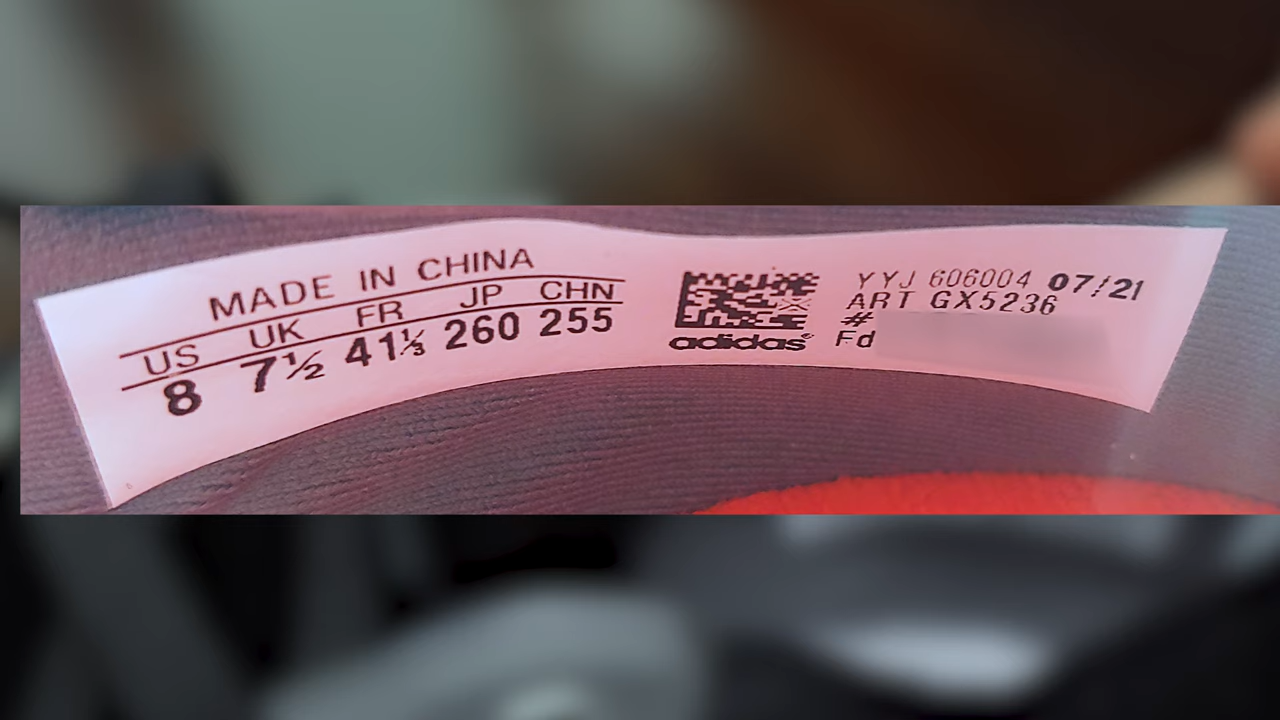 MADE IN CHINA
US UK FR JP CHN
8 7½ 41⅓ 260 255
adidas®
YYJ 606004 07/21
ART GX5236
#
Fd